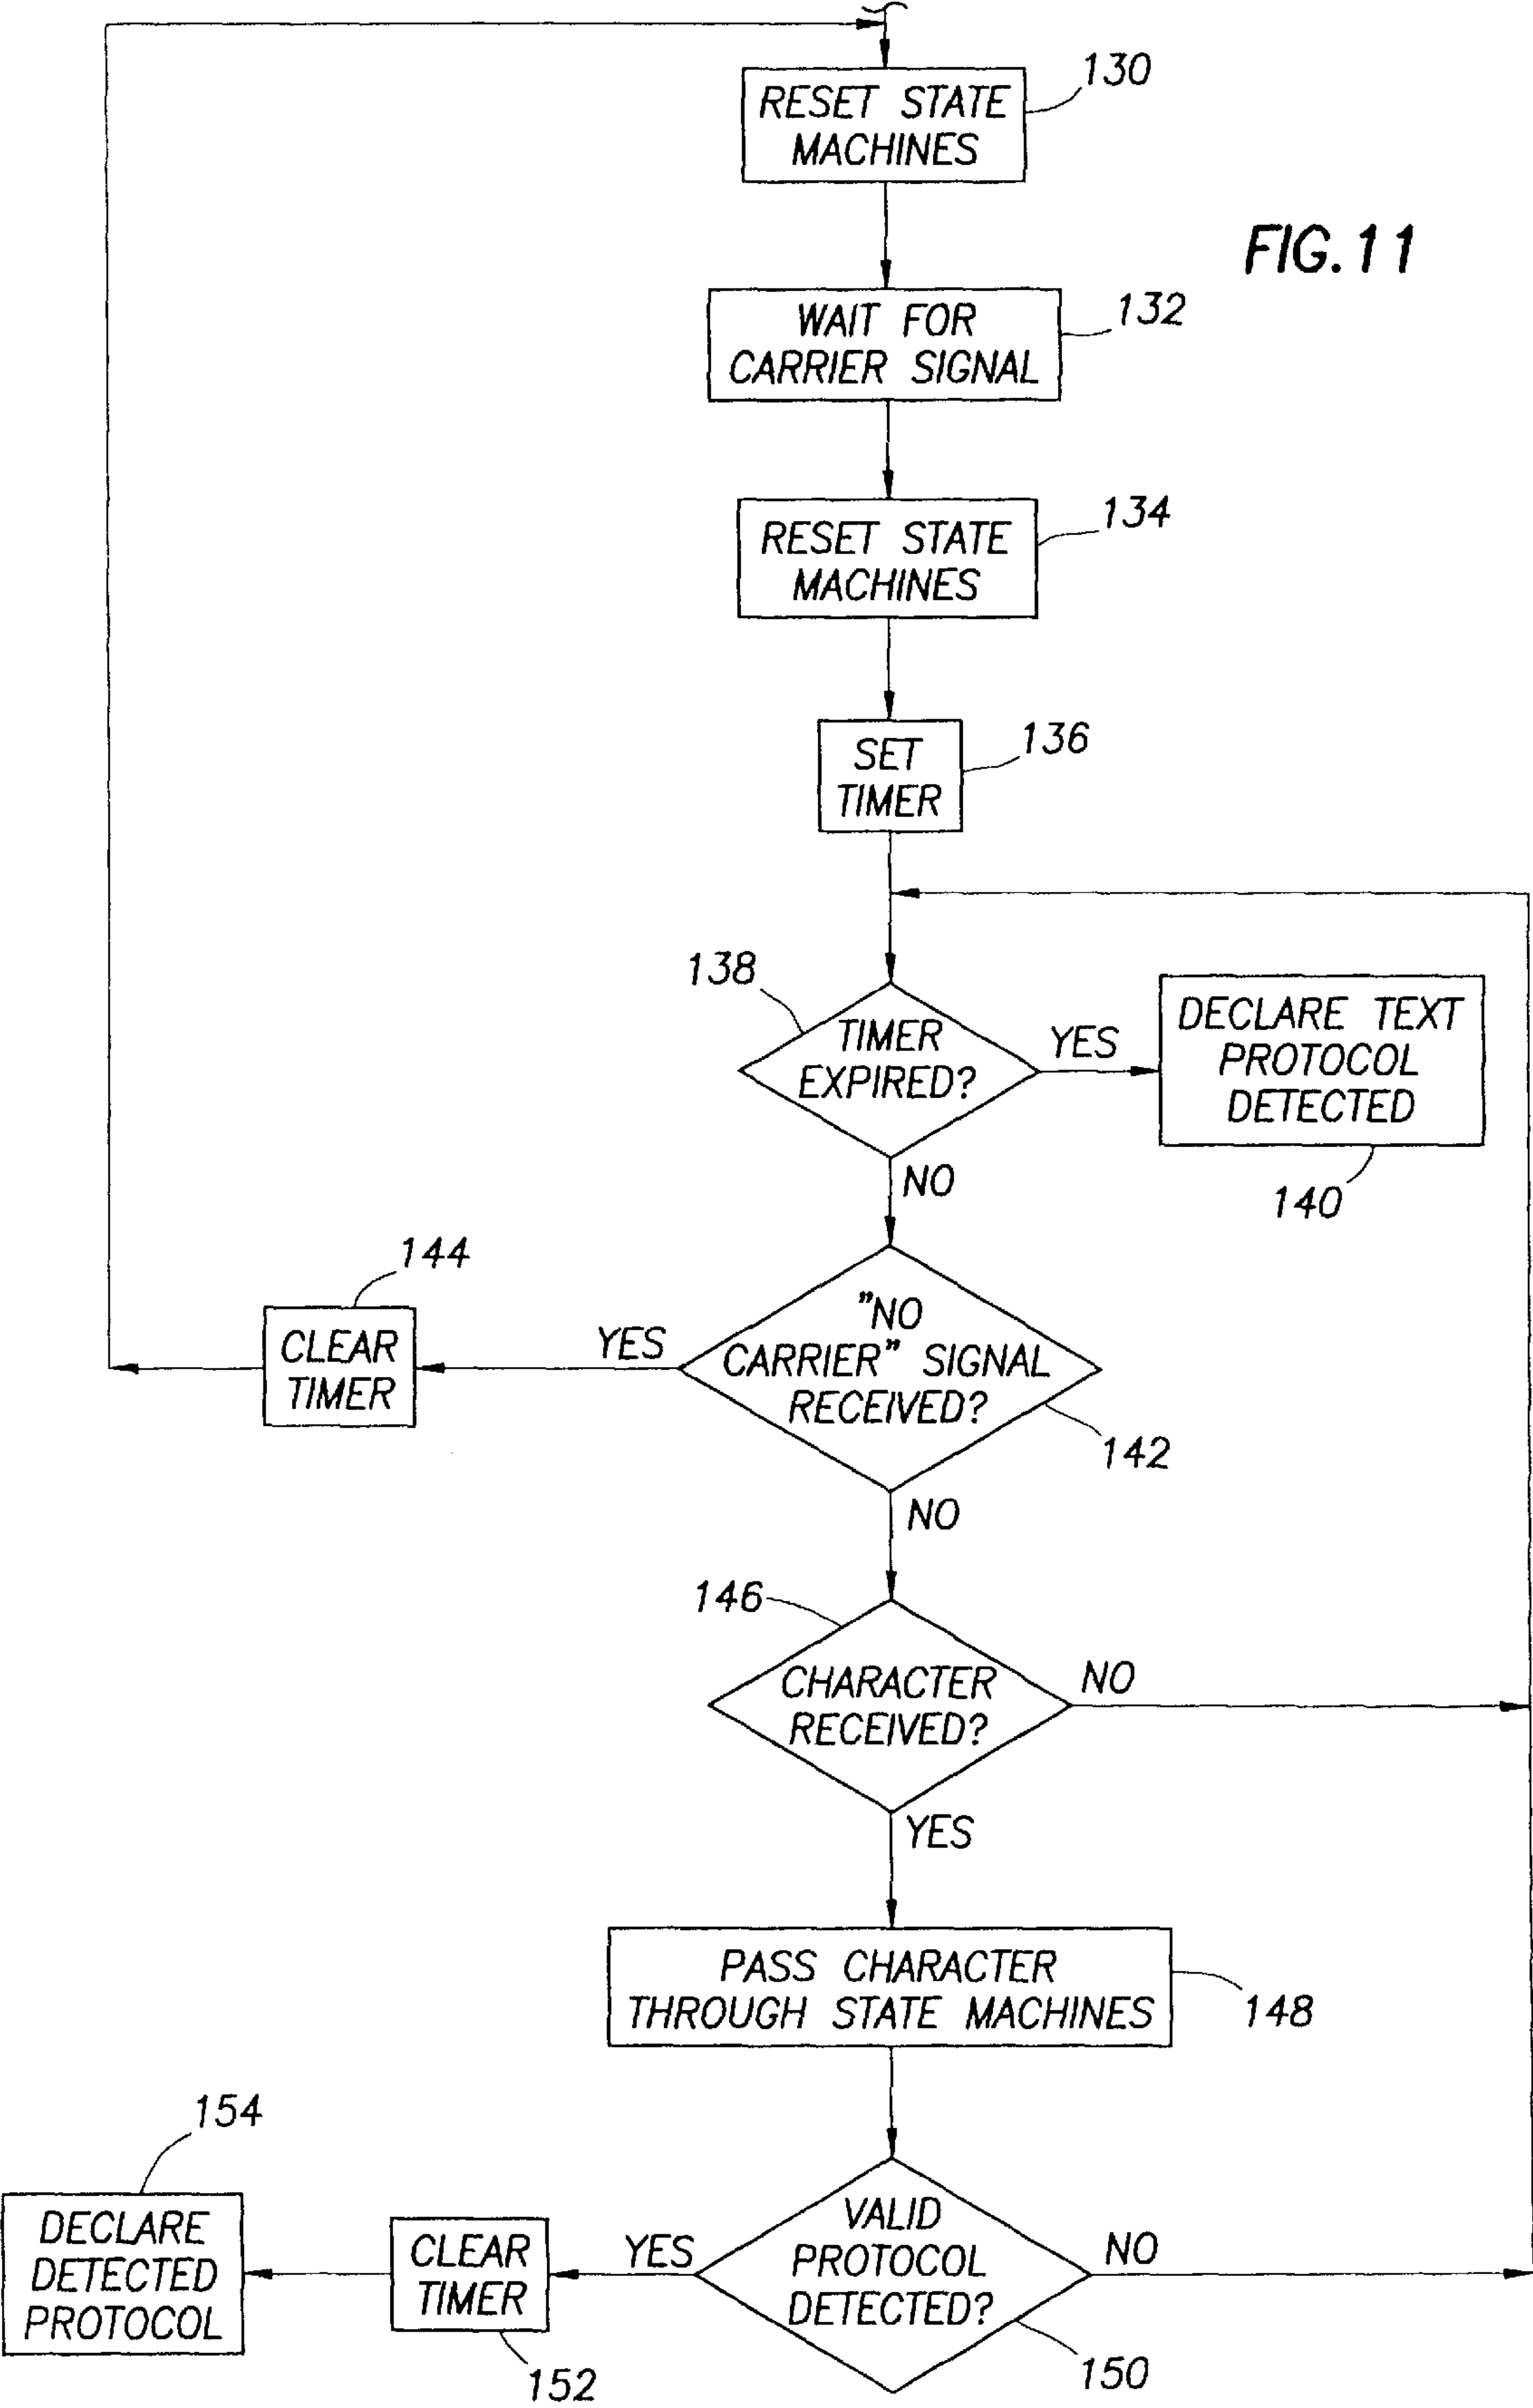 130
RESET STATE
MACHINES
FIG. 11
132
WAIT FOR
CARRIER SIGNAL
134
RESET STATE
MACHINES
136
SET
TIMER
138
TIMER
EXPIRED?
YES
DECLARE TEXT
PROTOCOL
DETECTED
140
NO
144
CLEAR
TIMER
YES
"NO
CARRIER" SIGNAL
RECEIVED?
142
NO
146
CHARACTER
RECEIVED?
NO
YES
PASS CHARACTER
THROUGH STATE MACHINES
148
154
DECLARE
DETECTED
PROTOCOL
CLEAR
TIMER
152
YES
VALID
PROTOCOL
DETECTED?
NO
150